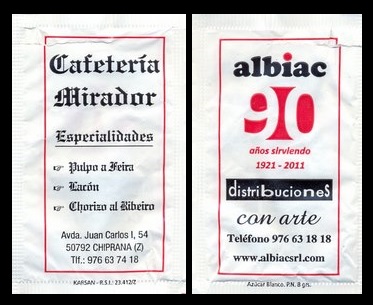 Cafetería
Mirador
Especialidades
☞ Pulpo a Feira
☞ Lacón
☞ Chorizo al Ribeiro
Avda. Juan Carlos I, 54
50792 CHIPRANA (Z)
Tlf.: 976 63 74 18
KARSAN - R.S.I.: 23.412/Z
albiac
90
años sirviendo
1921 - 2011
distribuciones
con arte
Teléfono 976 63 18 18
www.albiacsrl.com
Azúcar Blanco. P.N. 8 grs.